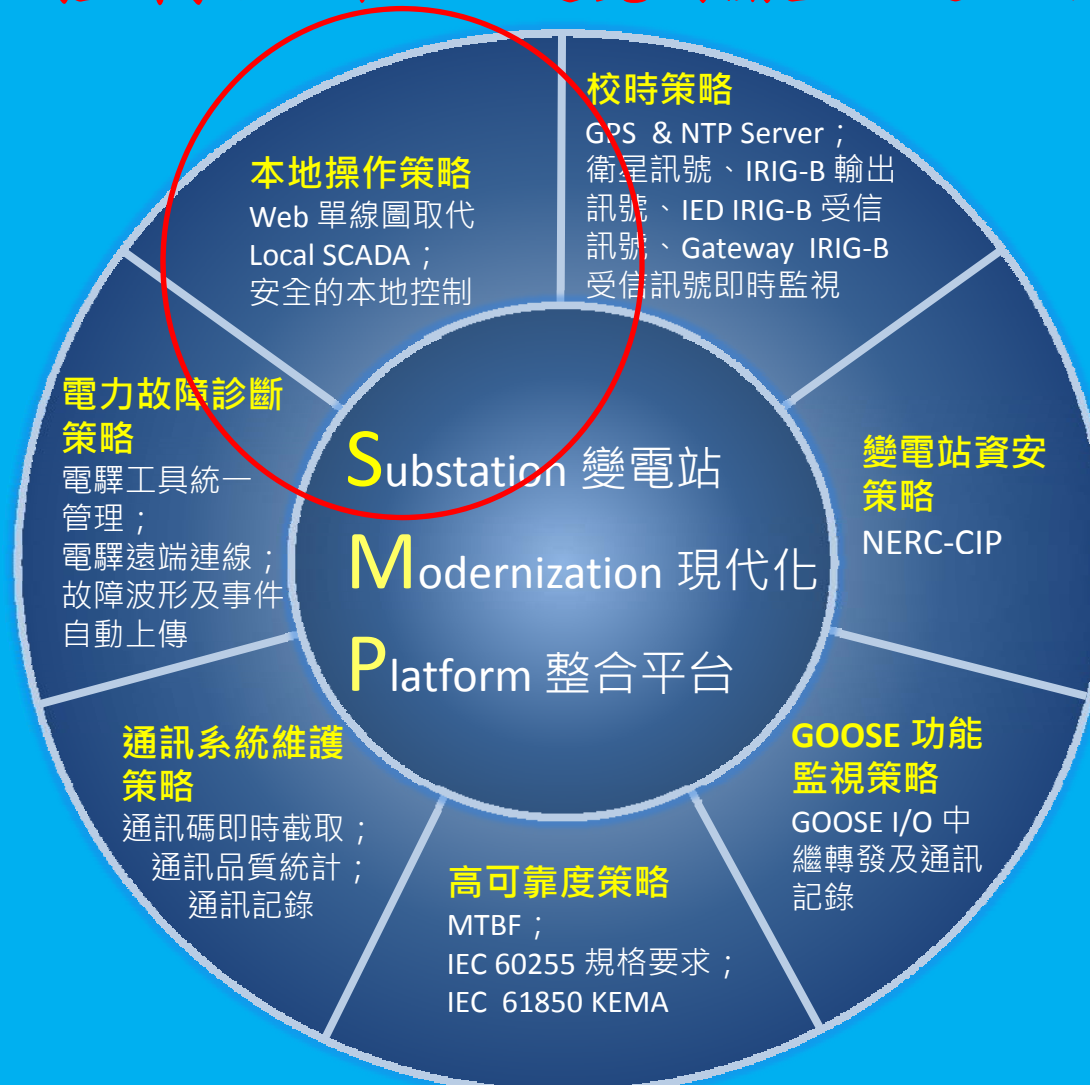 本地操作策略
Web 單線圖取代
Local SCADA；
安全的本地控制
校時策略
GPS & NTP Server；
衛星訊號、IRIG-B 輸出
訊號、IED IRIG-B 受信
訊號、Gateway IRIG-B
受信訊號即時監視
電力故障診斷
策略
電驛工具統一
管理；
電驛遠端連線；
故障波形及事件
自動上傳
Substation 變電站
Modernization 現代化
Platform 整合平台
變電站資安
策略
NERC-CIP
通訊系統維護
策略
通訊碼即時截取；
通訊品質統計；
通訊記錄
高可靠度策略
MTBF；
IEC 60255 規格要求；
IEC 61850 KEMA
GOOSE 功能
監視策略
GOOSE I/O 中
繼轉發及通訊
記錄